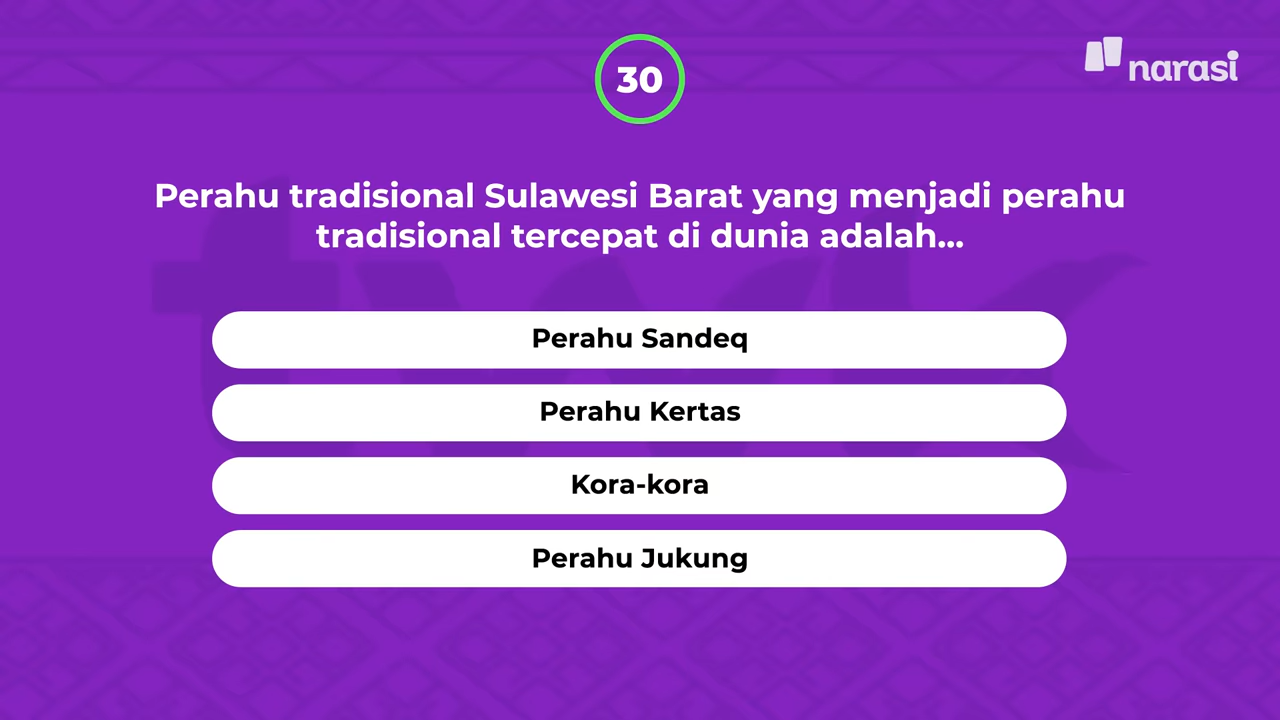 30
narasi
Perahu tradisional Sulawesi Barat yang menjadi perahu
tradisional tercepat di dunia adalah...
twk
Perahu Sandeq
Perahu Kertas
Kora-kora
Perahu Jukung